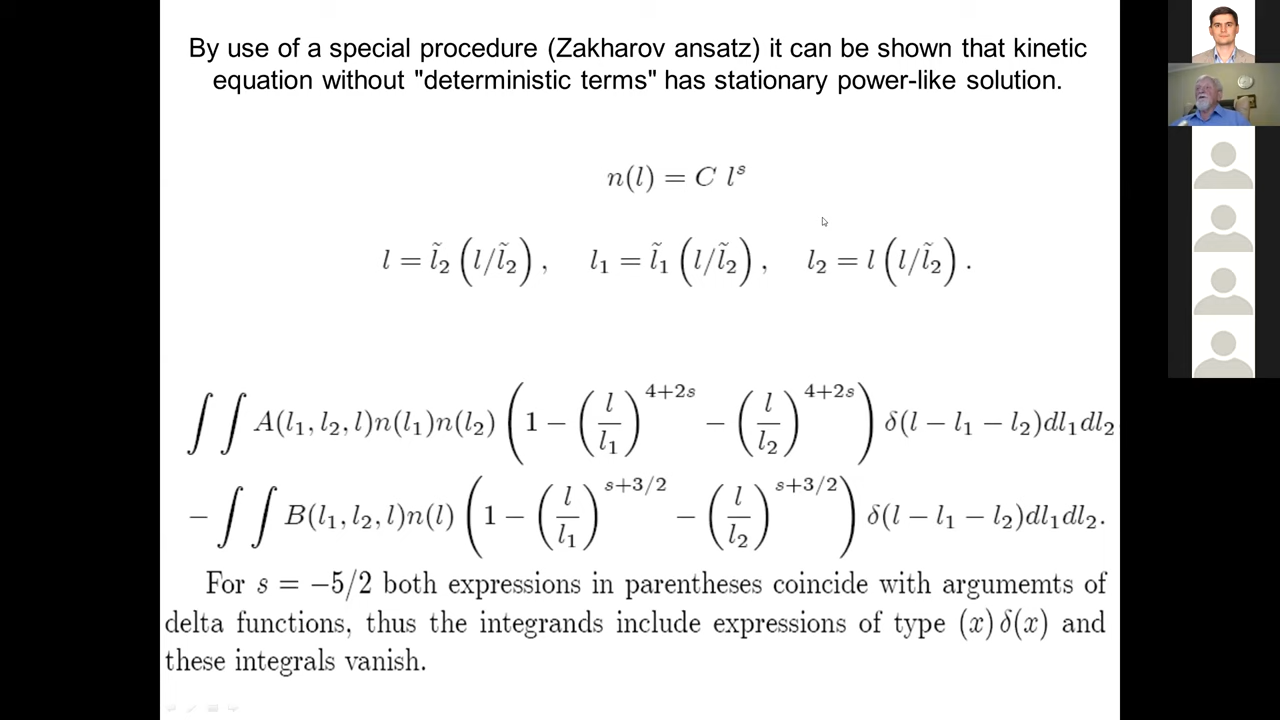 By use of a special procedure (Zakharov ansatz) it can be shown that kinetic
equation without "deterministic terms" has stationary power-like solution.
n(l) = C l^s
l = l̃₂ (l/l̃₂), l₁ = l̃₁ (l/l̃₂), l₂ = l (l/l̃₂).
∫∫ A(l₁, l₂, l)n(l₁)n(l₂) (1 − (l/l₁)^{4+2s} − (l/l₂)^{4+2s}) δ(l − l₁ − l₂)dl₁dl₂
− ∫∫ B(l₁, l₂, l)n(l) (1 − (l/l₁)^{s+3/2} − (l/l₂)^{s+3/2}) δ(l − l₁ − l₂)dl₁dl₂.
For s = −5/2 both expressions in parentheses coincide with argumemts of
delta functions, thus the integrands include expressions of type (x) δ(x) and
these integrals vanish.